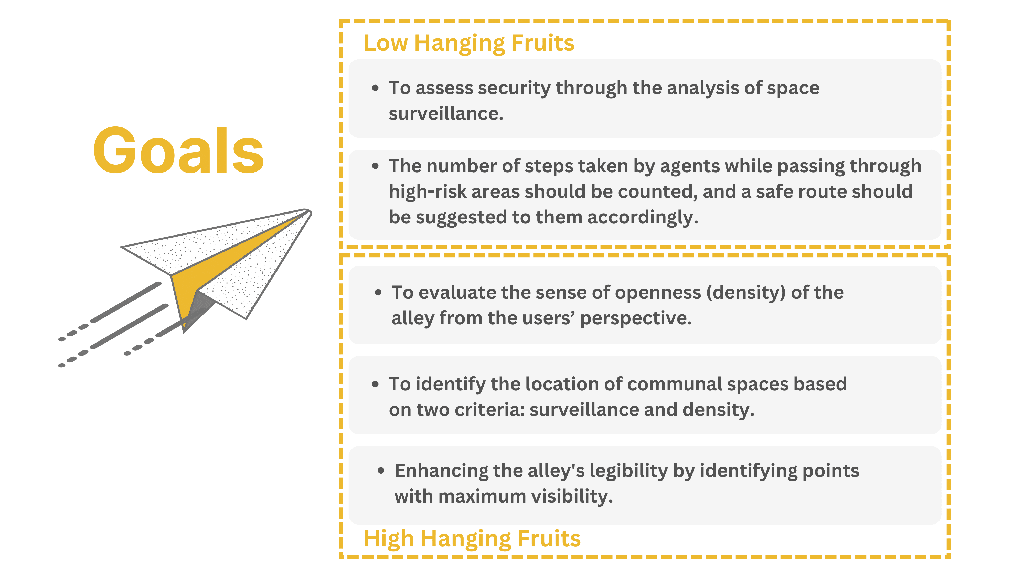 Goals
Low Hanging Fruits
• To assess security through the analysis of space
surveillance.
• The number of steps taken by agents while passing through
high-risk areas should be counted, and a safe route should
be suggested to them accordingly.
• To evaluate the sense of openness (density) of the
alley from the users’ perspective.
• To identify the location of communal spaces based
on two criteria: surveillance and density.
• Enhancing the alley's legibility by identifying points
with maximum visibility.
High Hanging Fruits